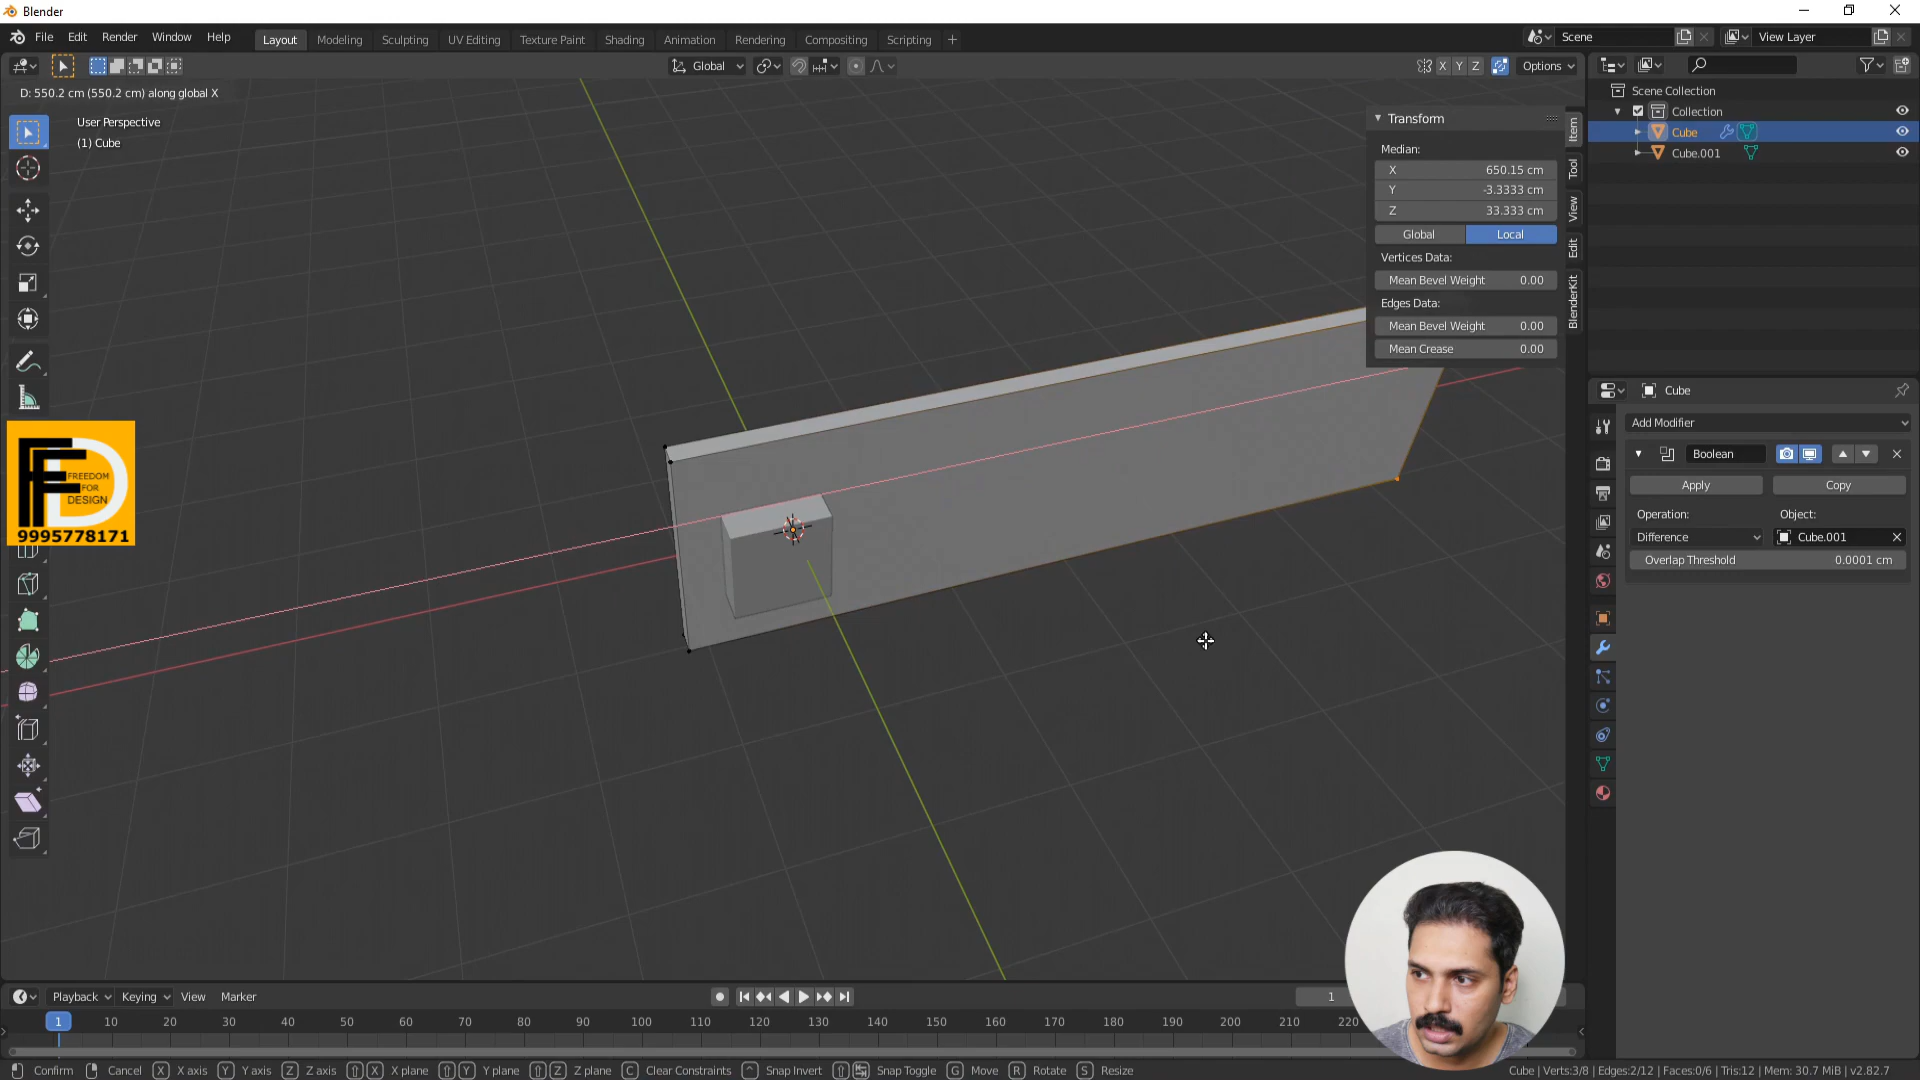 Blender
File Edit Render Window Help
Layout Modeling Sculpting UV Editing Texture Paint Shading Animation Rendering Compositing Scripting +
Scene
View Layer
Global
X Y Z
Options
D: 550.2 cm (550.2 cm) along global X
User Perspective
(1) Cube
Transform
Median:
X 650.15 cm
Y -3.3333 cm
Z 33.333 cm
Global Local
Vertices Data:
Mean Bevel Weight 0.00
Edges Data:
Mean Bevel Weight 0.00
Mean Crease 0.00
Item
Tool
View
Edit
BlenderKit
Scene Collection
Collection
Cube
Cube.001
Cube
Add Modifier
Boolean
Apply Copy
Operation: Object:
Difference Cube.001
Overlap Threshold 0.0001 cm
FFD
FREEDOM
FOR
DESIGN
9995778171
Playback Keying View Marker
1
1 10 20 30 40 50 60 70 80 90 100 110 120 130 140 150 160 170 180 190 200 210 220
Confirm Cancel X X axis Y Y axis Z Z axis X X plane Y Y plane Z Z plane C Clear Constraints ^ Snap Invert Snap Toggle G Move R Rotate S Resize
Cube | Verts:3/8 | Edges:2/12 | Faces:0/6 | Tris:12 | Mem: 30.7 MiB | v2.82.7